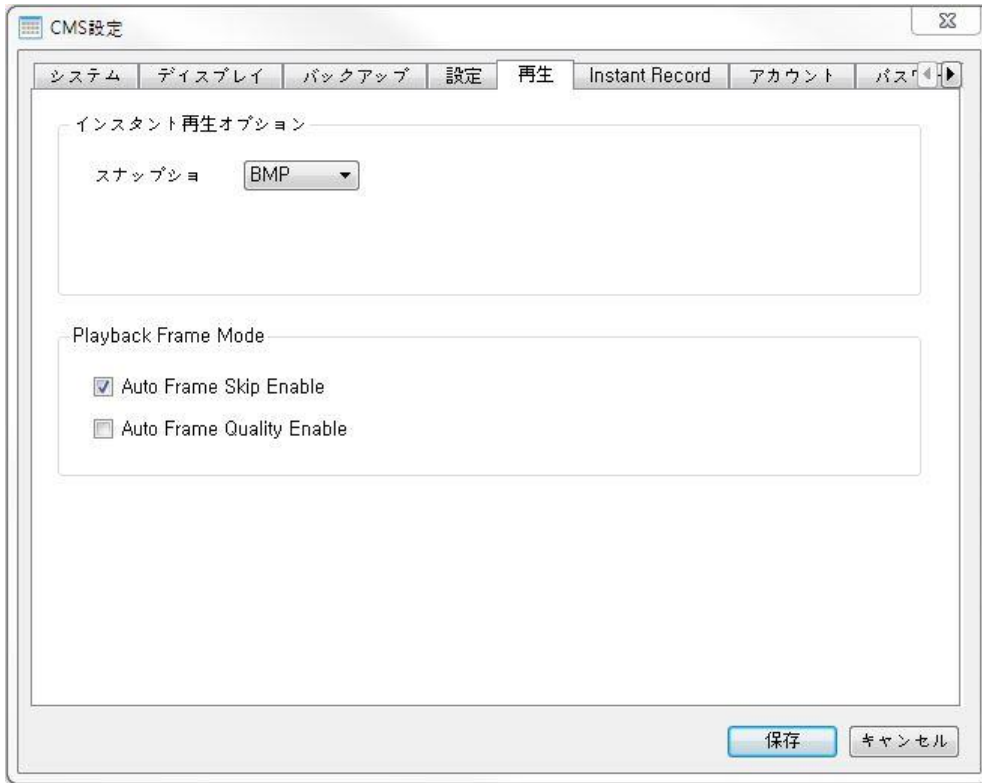 CMS設定
システム ディスプレイ バックアップ 設定 再生 Instant Record アカウント
インスタント再生オプション
スナップショ BMP
Playback Frame Mode
Auto Frame Skip Enable
Auto Frame Quality Enable
保存 キャンセル